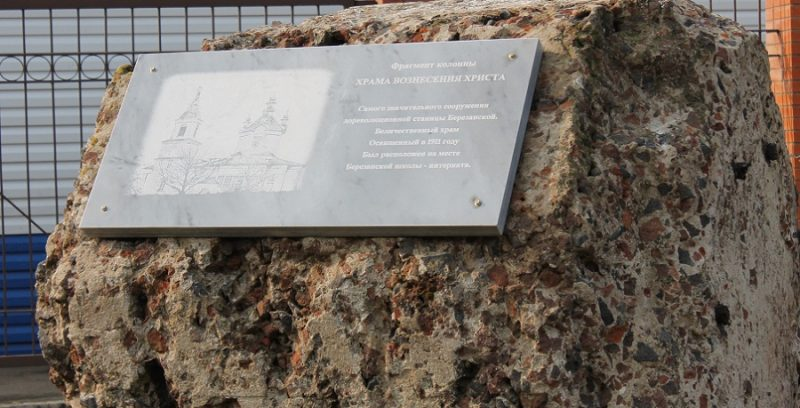 Фрагмент колонны
ХРАМА ВОЗНЕСЕНИЯ ХРИСТА
Самого значительного сооружения
дореволюционной станицы Березанской.
Величественный храм
Освященный в 1911 году
Был расположен на месте
Березанской школы - интерната.